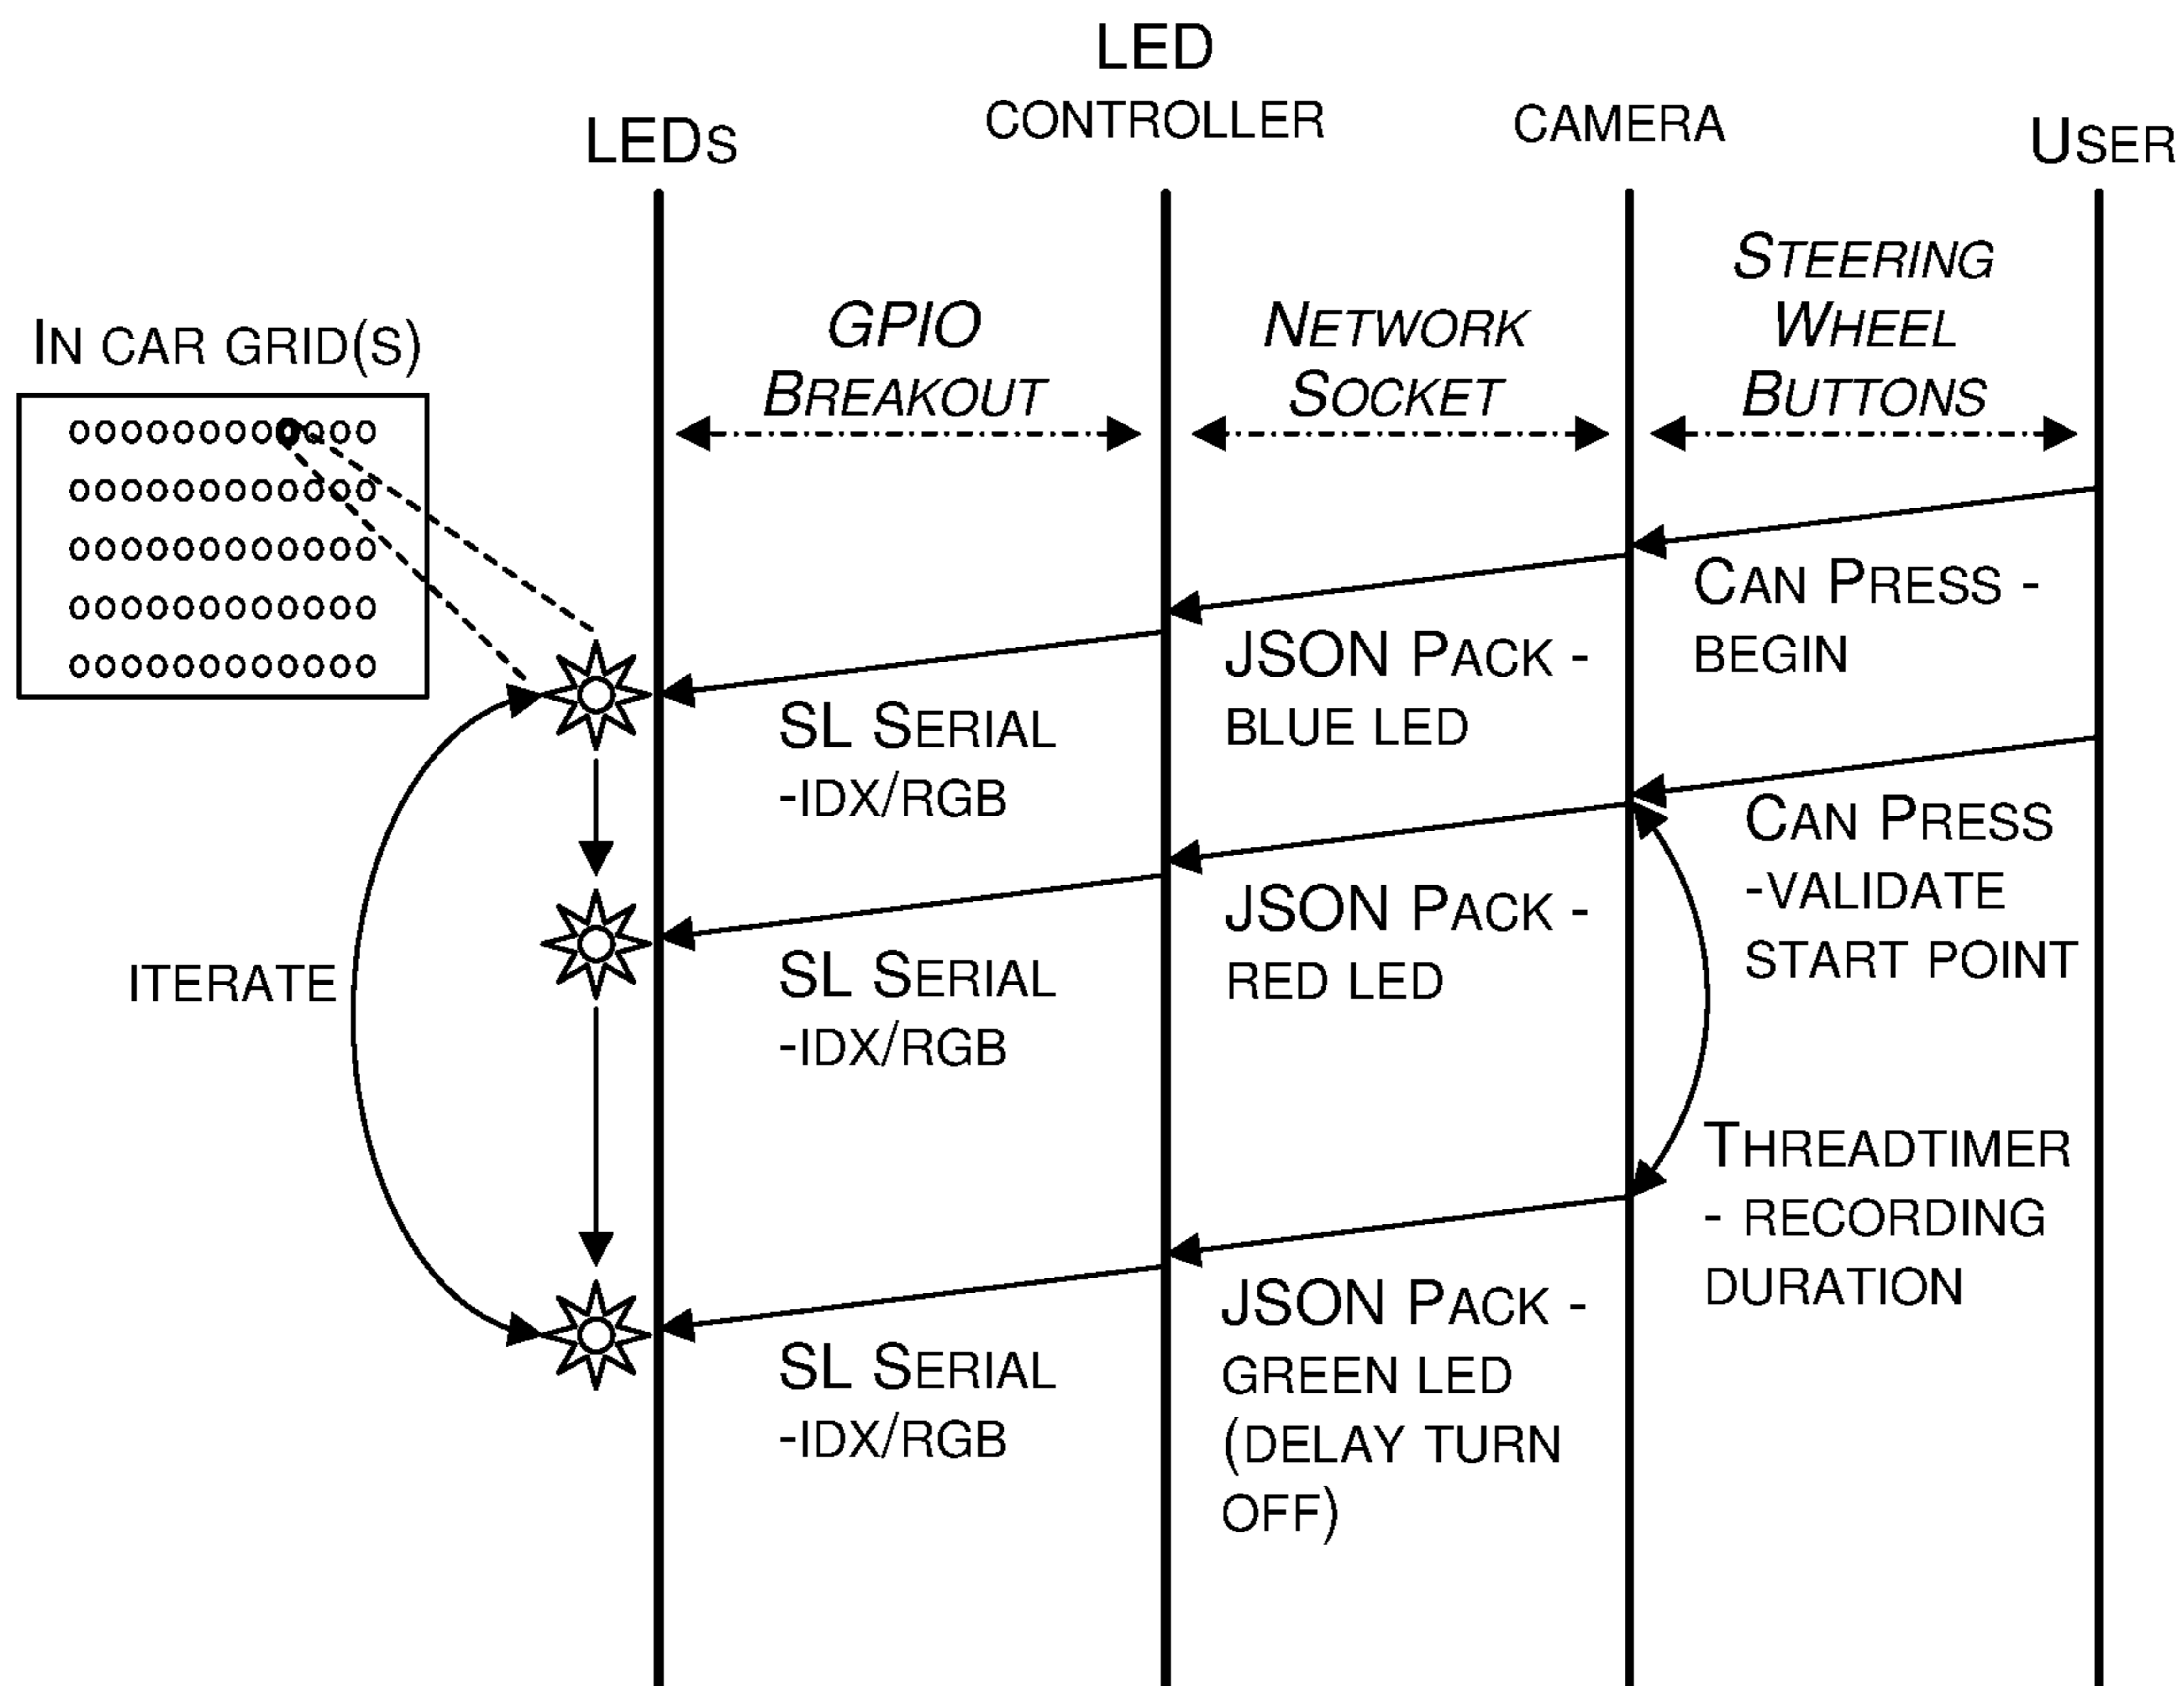 LED
CONTROLLER
LEDS
CAMERA
USER
STEERING
WHEEL
BUTTONS
GPIO
BREAKOUT
NETWORK
SOCKET
IN CAR GRID(S)
CAN PRESS -
BEGIN
JSON PACK -
BLUE LED
SL SERIAL
-IDX/RGB
CAN PRESS
-VALIDATE
START POINT
JSON PACK -
RED LED
SL SERIAL
-IDX/RGB
ITERATE
THREADTIMER
- RECORDING
DURATION
JSON PACK -
GREEN LED
(DELAY TURN
OFF)
SL SERIAL
-IDX/RGB